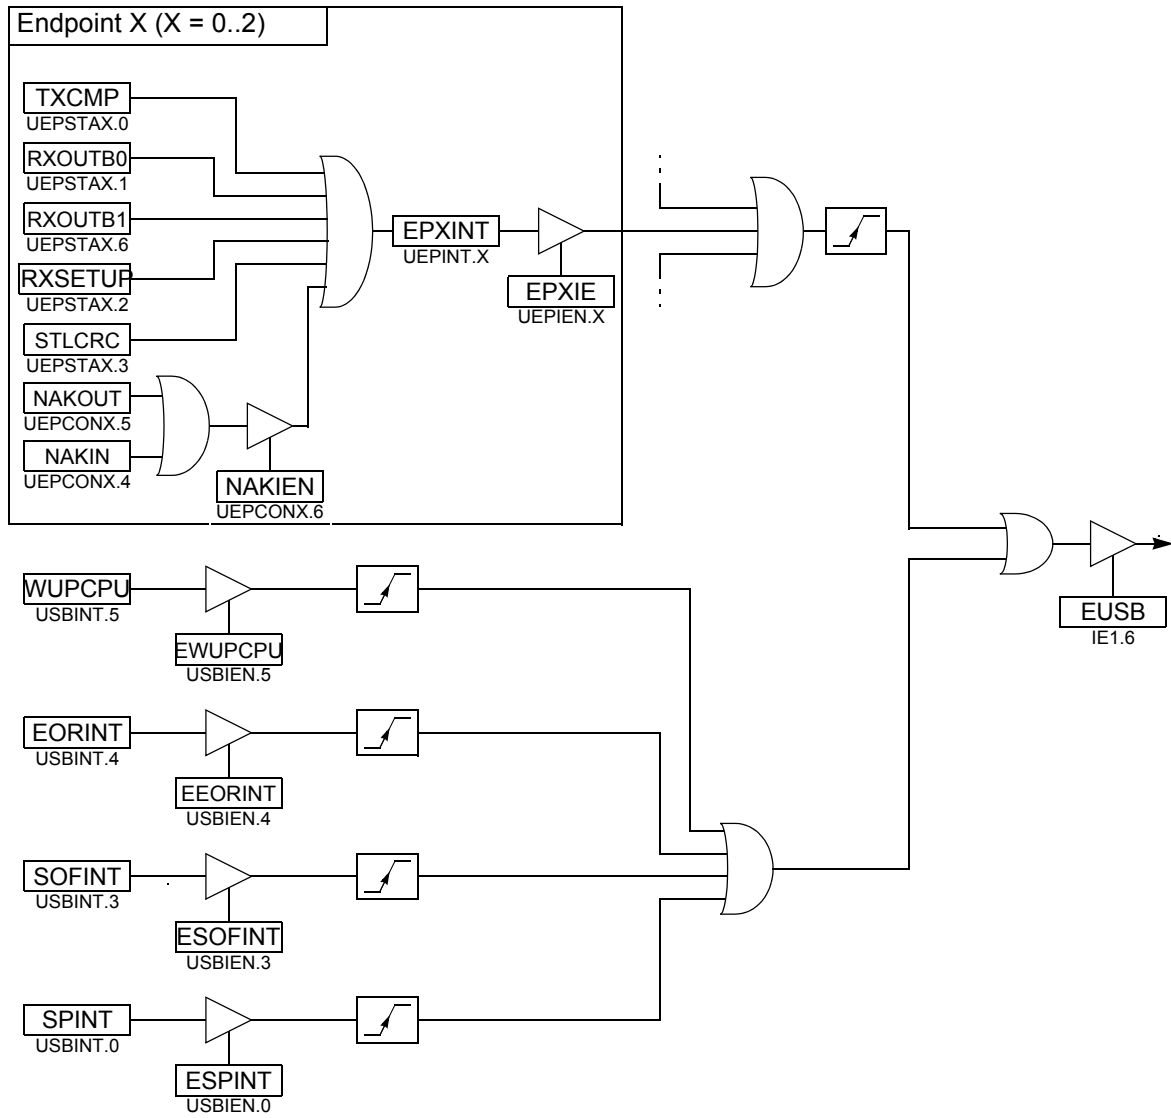 Endpoint X (X = 0..2)
TXCMP
UEPSTAX.0
RXOUTB0
UEPSTAX.1
RXOUTB1
UEPSTAX.6
RXSETUP
UEPSTAX.2
STLCRC
UEPSTAX.3
NAKOUT
UEPCONX.5
NAKIN
UEPCONX.4
NAKIEN
UEPCONX.6
EPXINT
UEPINT.X
EPXIE
UEPIEN.X
WUPCPU
USBINT.5
EWUPCPU
USBIEN.5
EORINT
USBINT.4
EEORINT
USBIEN.4
SOFINT
USBINT.3
ESOFINT
USBIEN.3
SPINT
USBINT.0
ESPINT
USBIEN.0
EUSB
IE1.6